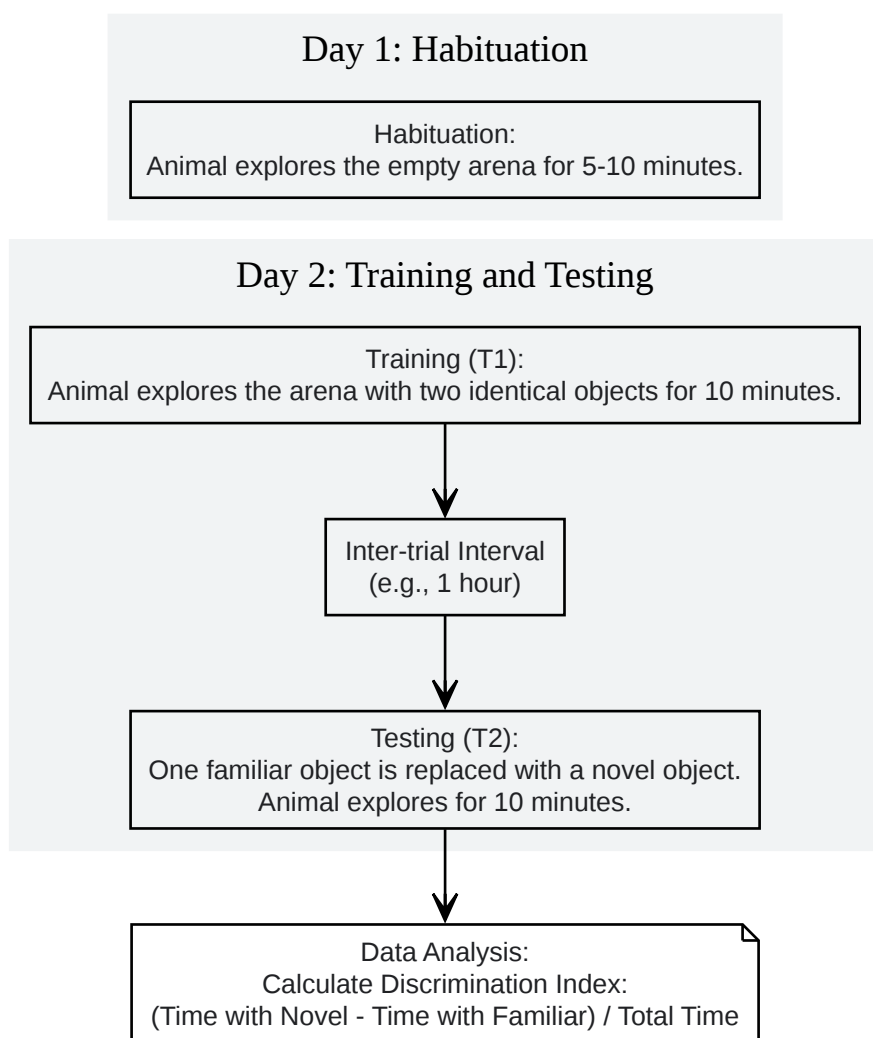 Day 1: Habituation
Habituation:
Animal explores the empty arena for 5-10 minutes.
Day 2: Training and Testing
Training (T1):
Animal explores the arena with two identical objects for 10 minutes.
Inter-trial Interval
(e.g., 1 hour)
Testing (T2):
One familiar object is replaced with a novel object.
Animal explores for 10 minutes.
Data Analysis:
Calculate Discrimination Index:
(Time with Novel - Time with Familiar) / Total Time